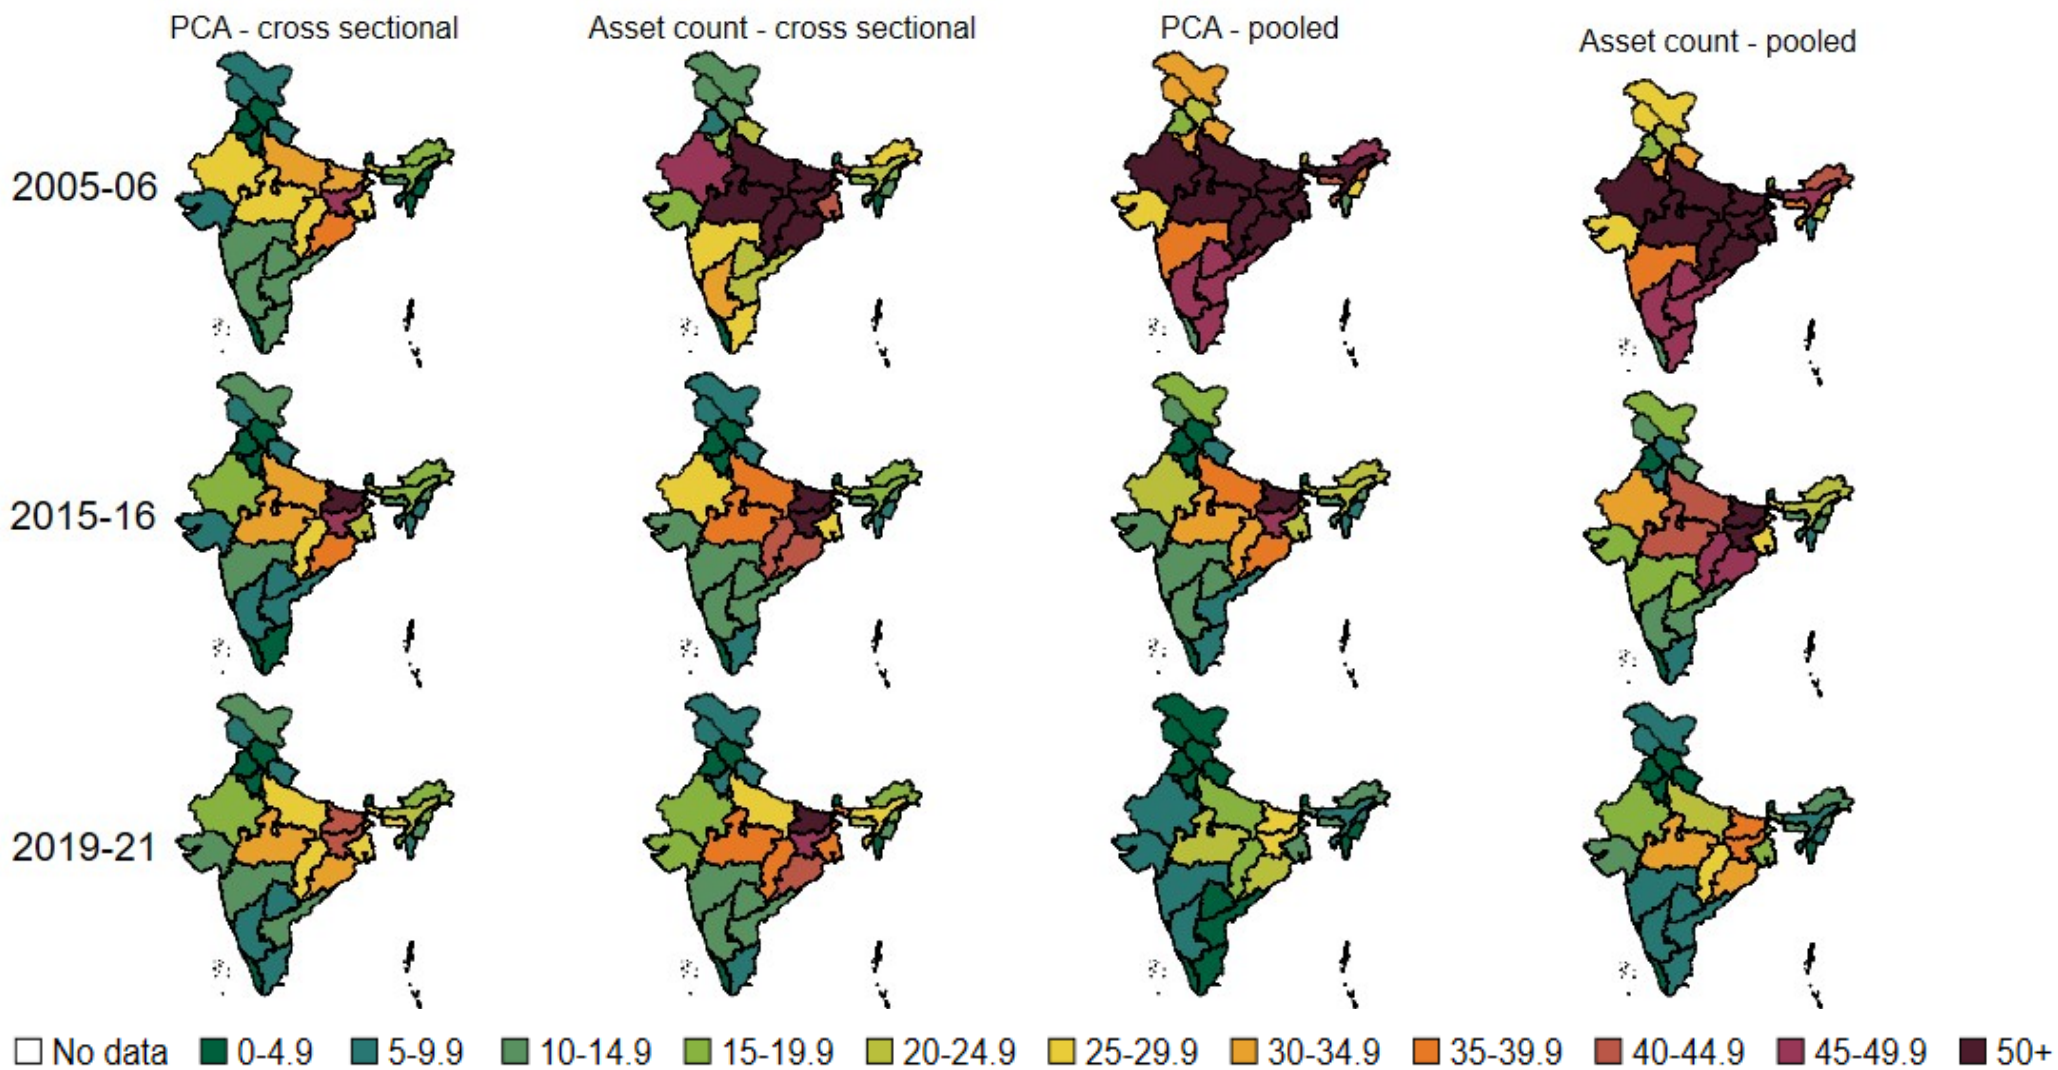 PCA - cross sectional
Asset count - cross sectional
PCA - pooled
Asset count - pooled
2005-06
2015-16
2019-21
No data 0-4.9 5-9.9 10-14.9 15-19.9 20-24.9 25-29.9 30-34.9 35-39.9 40-44.9 45-49.9 50+